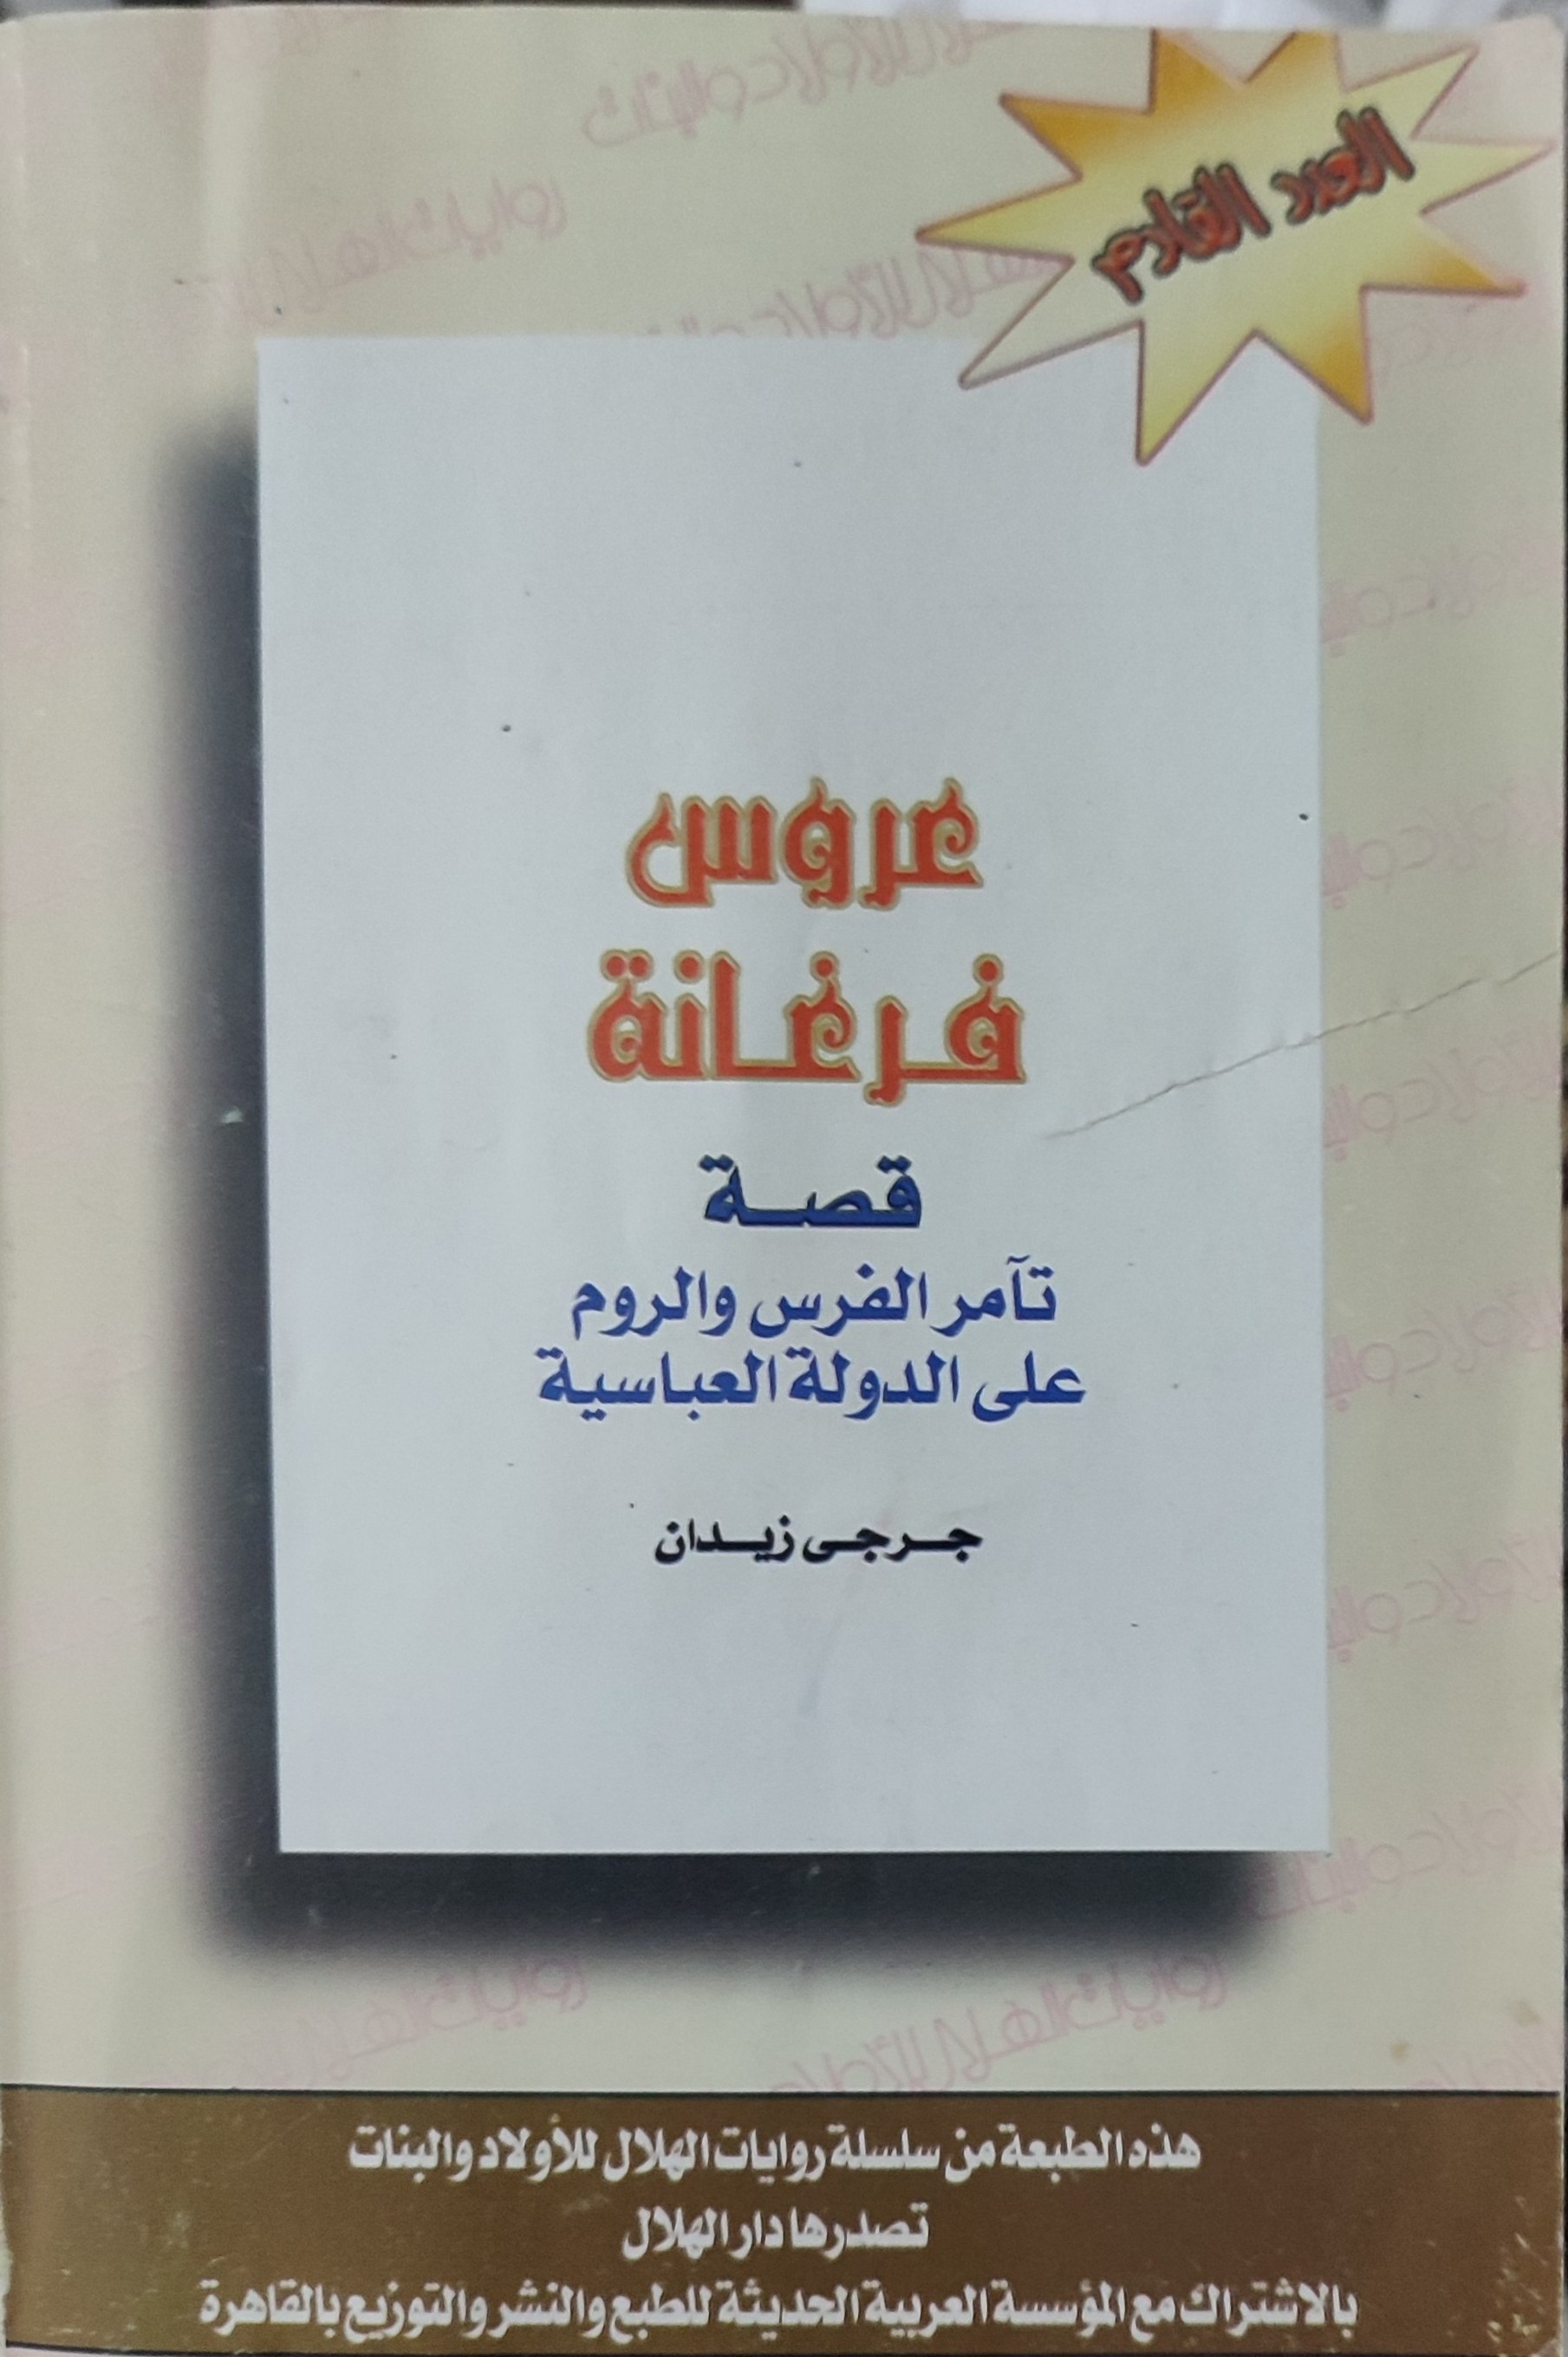 العدد القادم
عروس
فرغانة
قصة
تآمر الفرس والروم
على الدولة العباسية
جرجى زيدان
هذه الطبعة من سلسلة روايات الهلال للأولاد والبنات
تصدرها دار الهلال
بالاشتراك مع المؤسسة العربية الحديثة للطبع والنشر والتوزيع بالقاهرة